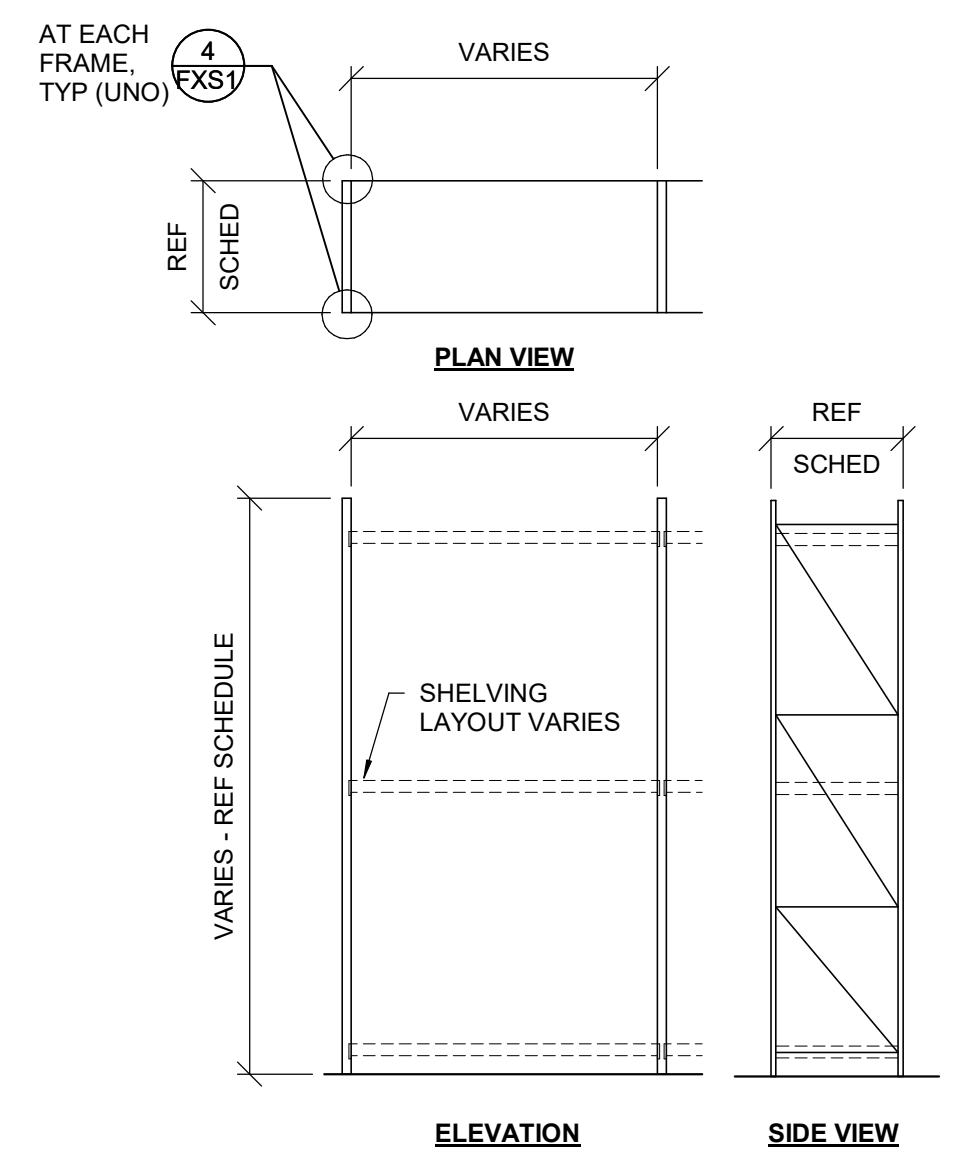 AT EACH
FRAME,
TYP (UNO)
4
FXS1
VARIES
REF
SCHED
PLAN VIEW
VARIES
REF
SCHED
VARIES - REF SCHEDULE
SHELVING
LAYOUT VARIES
ELEVATION
SIDE VIEW